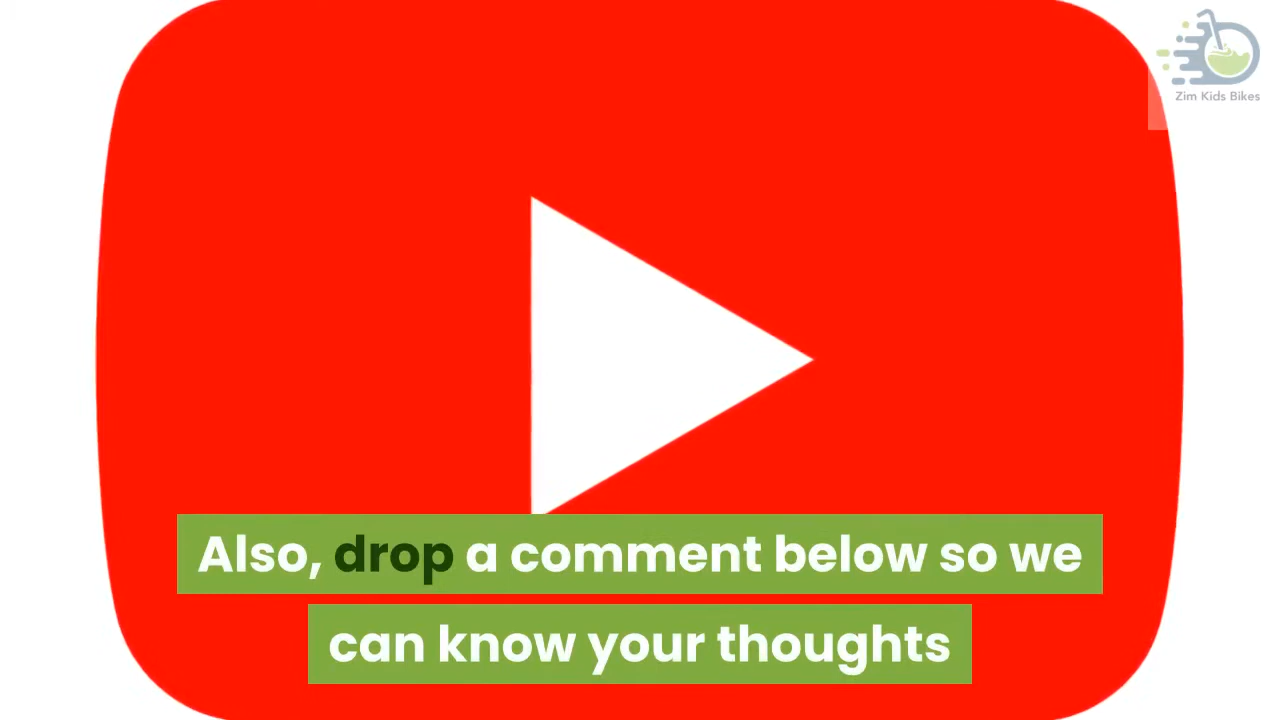 Zim Kids Bikes
Also, drop a comment below so we
can know your thoughts